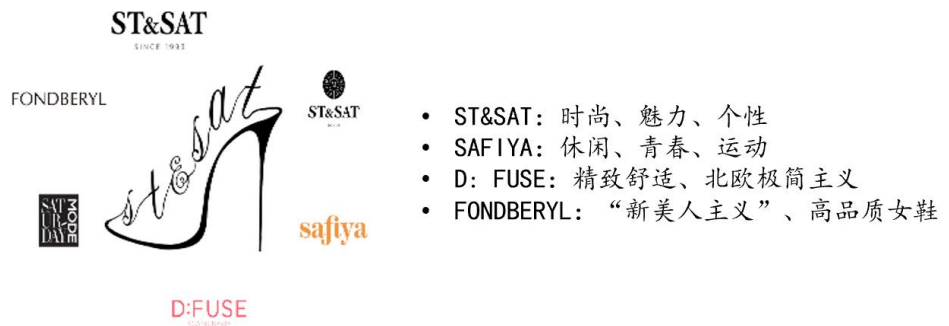 ST&SAT
SINCE 1993
FONDBERYL
st&sat
ST&SAT
SAT
UR-
DAY
MODE
safiya
D:FUSE
• ST&SAT: 时尚、魅力、个性
• SAFIYA: 休闲、青春、运动
• D: FUSE: 精致舒适、北欧极简主义
• FONDBERYL: “新美人主义”、高品质女鞋